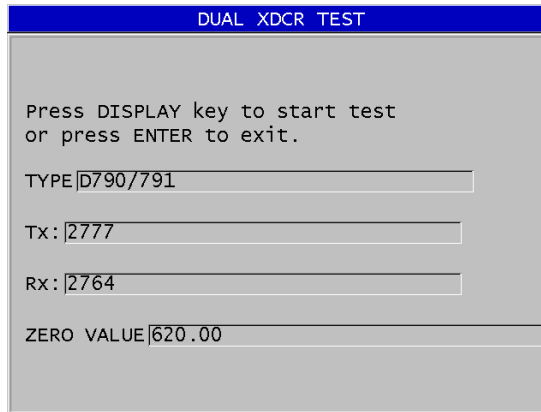 DUAL XDCR TEST
Press DISPLAY key to start test
or press ENTER to exit.
TYPE D790/791
Tx: 2777
Rx: 2764
ZERO VALUE 620.00